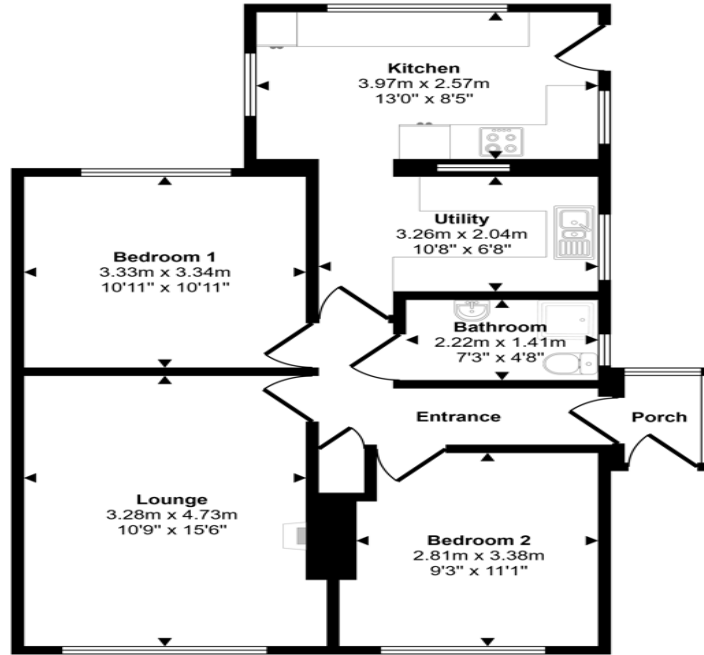 Kitchen
3.97m x 2.57m
13'0" x 8'5"
Utility
3.26m x 2.04m
10'8" x 6'8"
Bedroom 1
3.33m x 3.34m
10'11" x 10'11"
Bathroom
2.22m x 1.41m
7'3" x 4'8"
Entrance
Porch
Lounge
3.28m x 4.73m
10'9" x 15'6"
Bedroom 2
2.81m x 3.38m
9'3" x 11'1"